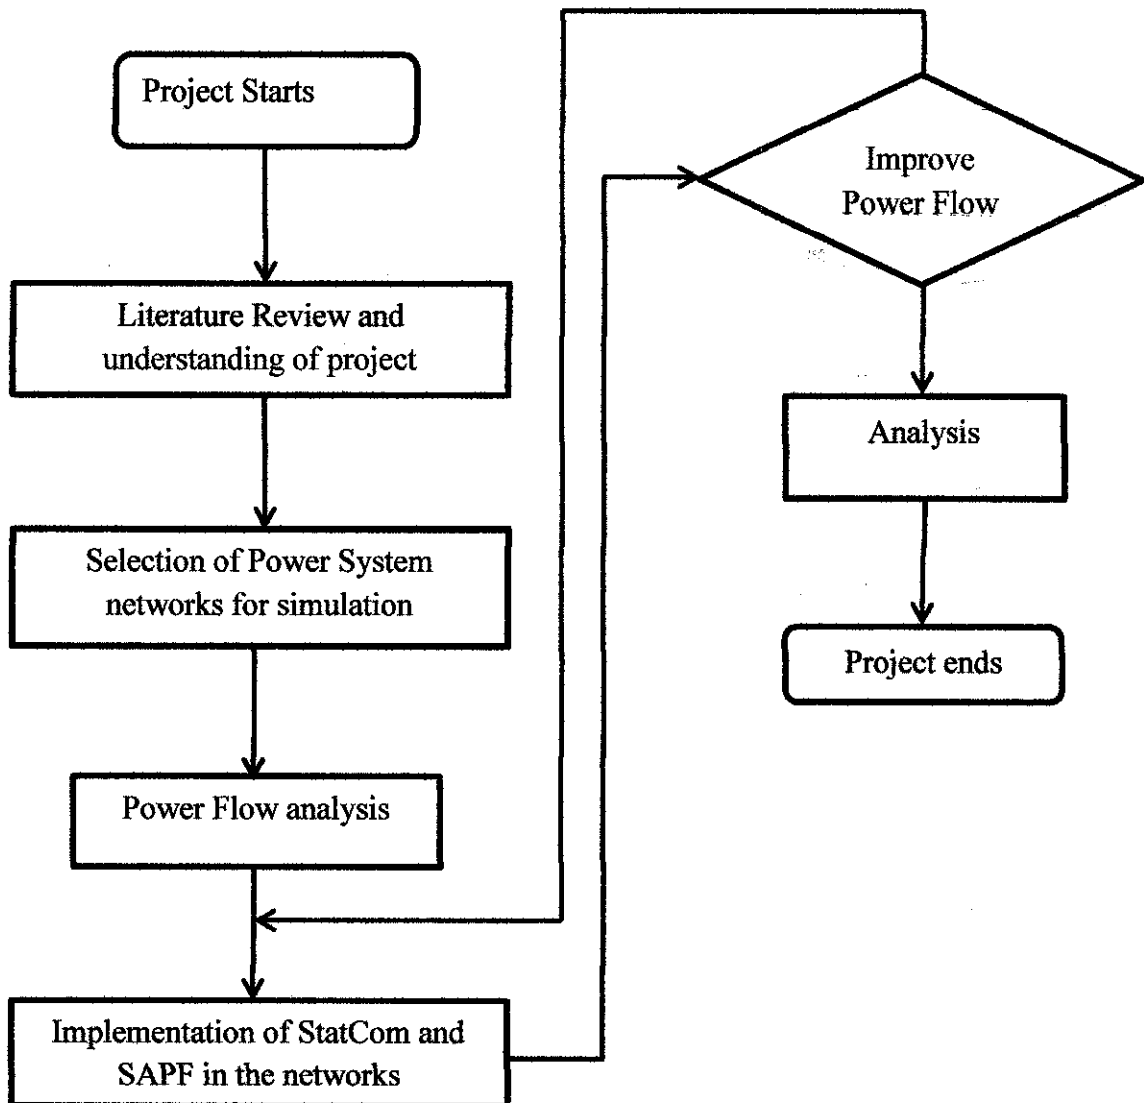 Project Starts
Literature Review and
understanding of project
Selection of Power System
networks for simulation
Power Flow analysis
Implementation of StatCom and
SAPF in the networks
Improve
Power Flow
Analysis
Project ends